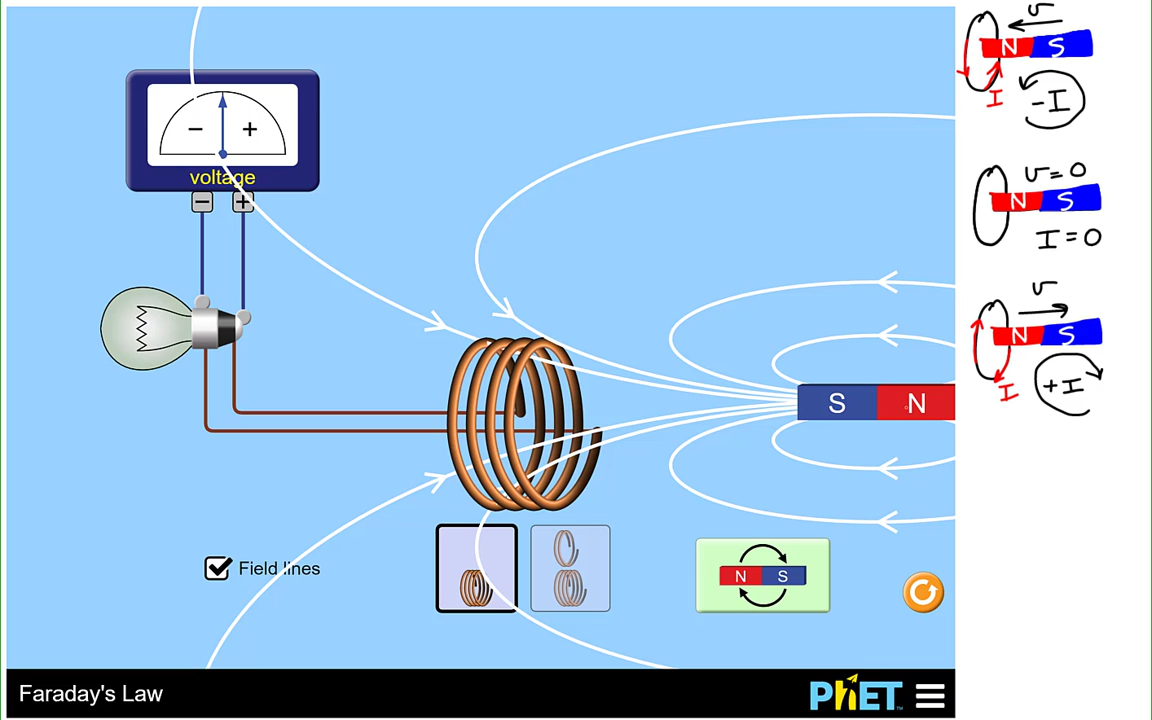 − +
voltage
− +
S N
Field lines
N S
Faraday's Law
PhET
v
N S
I
-I
v=0
N S
I=0
v
N S
I
+I